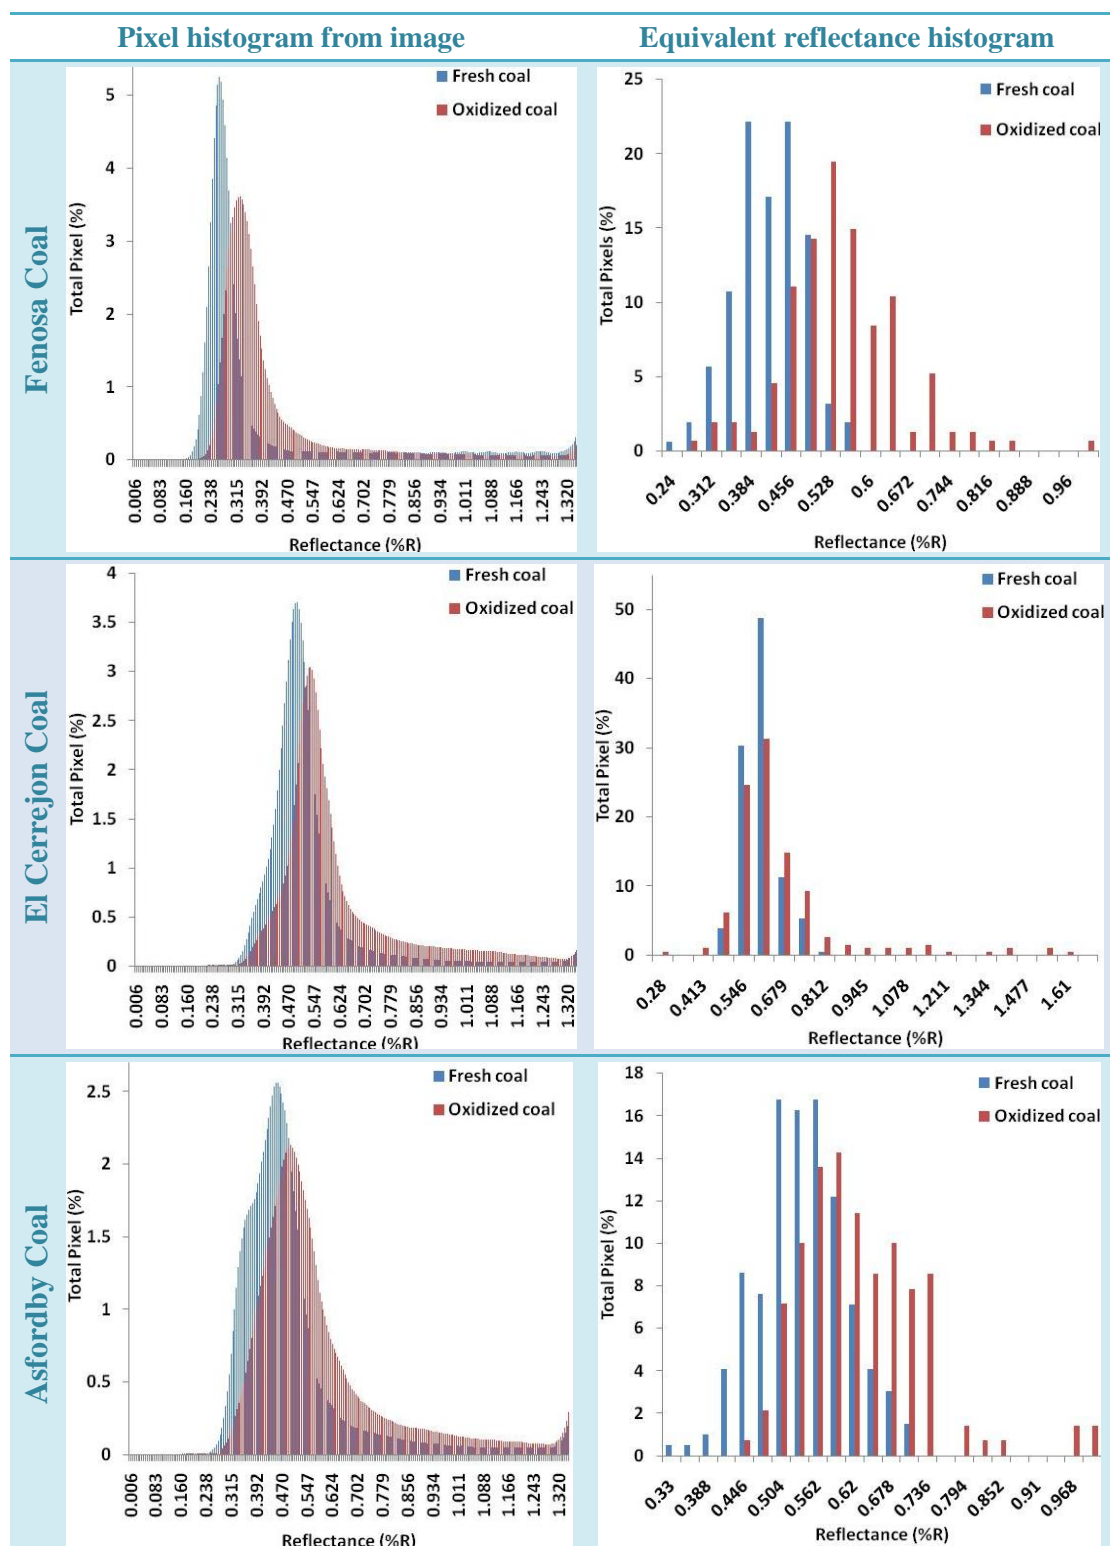 Pixel histogram from image
Equivalent reflectance histogram
Fenosa Coal
Total Pixel (%)
5
4
3
2
1
0
Fresh coal
Oxidized coal
0.006 0.083 0.160 0.238 0.315 0.392 0.470 0.547 0.624 0.702 0.779 0.856 0.934 1.011 1.088 1.166 1.243 1.320
Reflectance (%R)
Total Pixels (%)
25
20
15
10
5
0
Fresh coal
Oxidized coal
0.24 0.312 0.384 0.456 0.528 0.6 0.672 0.744 0.816 0.888 0.96
Reflectance (%R)
El Cerrejon Coal
Total Pixel (%)
4
3.5
3
2.5
2
1.5
1
0.5
0
Fresh coal
Oxidized coal
0.006 0.083 0.160 0.238 0.315 0.392 0.470 0.547 0.624 0.702 0.779 0.856 0.934 1.011 1.088 1.166 1.243 1.320
Reflectance (%R)
Total Pixel (%)
50
40
30
20
10
0
Fresh coal
Oxidized coal
0.28 0.413 0.546 0.679 0.812 0.945 1.078 1.211 1.344 1.477 1.61
Reflectance (%R)
Asfordby Coal
Total Pixel (%)
2.5
2
1.5
1
0.5
0
Fresh coal
Oxidized coal
0.006 0.083 0.160 0.238 0.315 0.392 0.470 0.547 0.624 0.702 0.779 0.856 0.934 1.011 1.088 1.166 1.243 1.320
Reflectance (%R)
Total Pixel (%)
18
16
14
12
10
8
6
4
2
0
Fresh coal
Oxidized coal
0.33 0.388 0.446 0.504 0.562 0.62 0.678 0.736 0.794 0.852 0.91 0.968
Reflectance (%R)